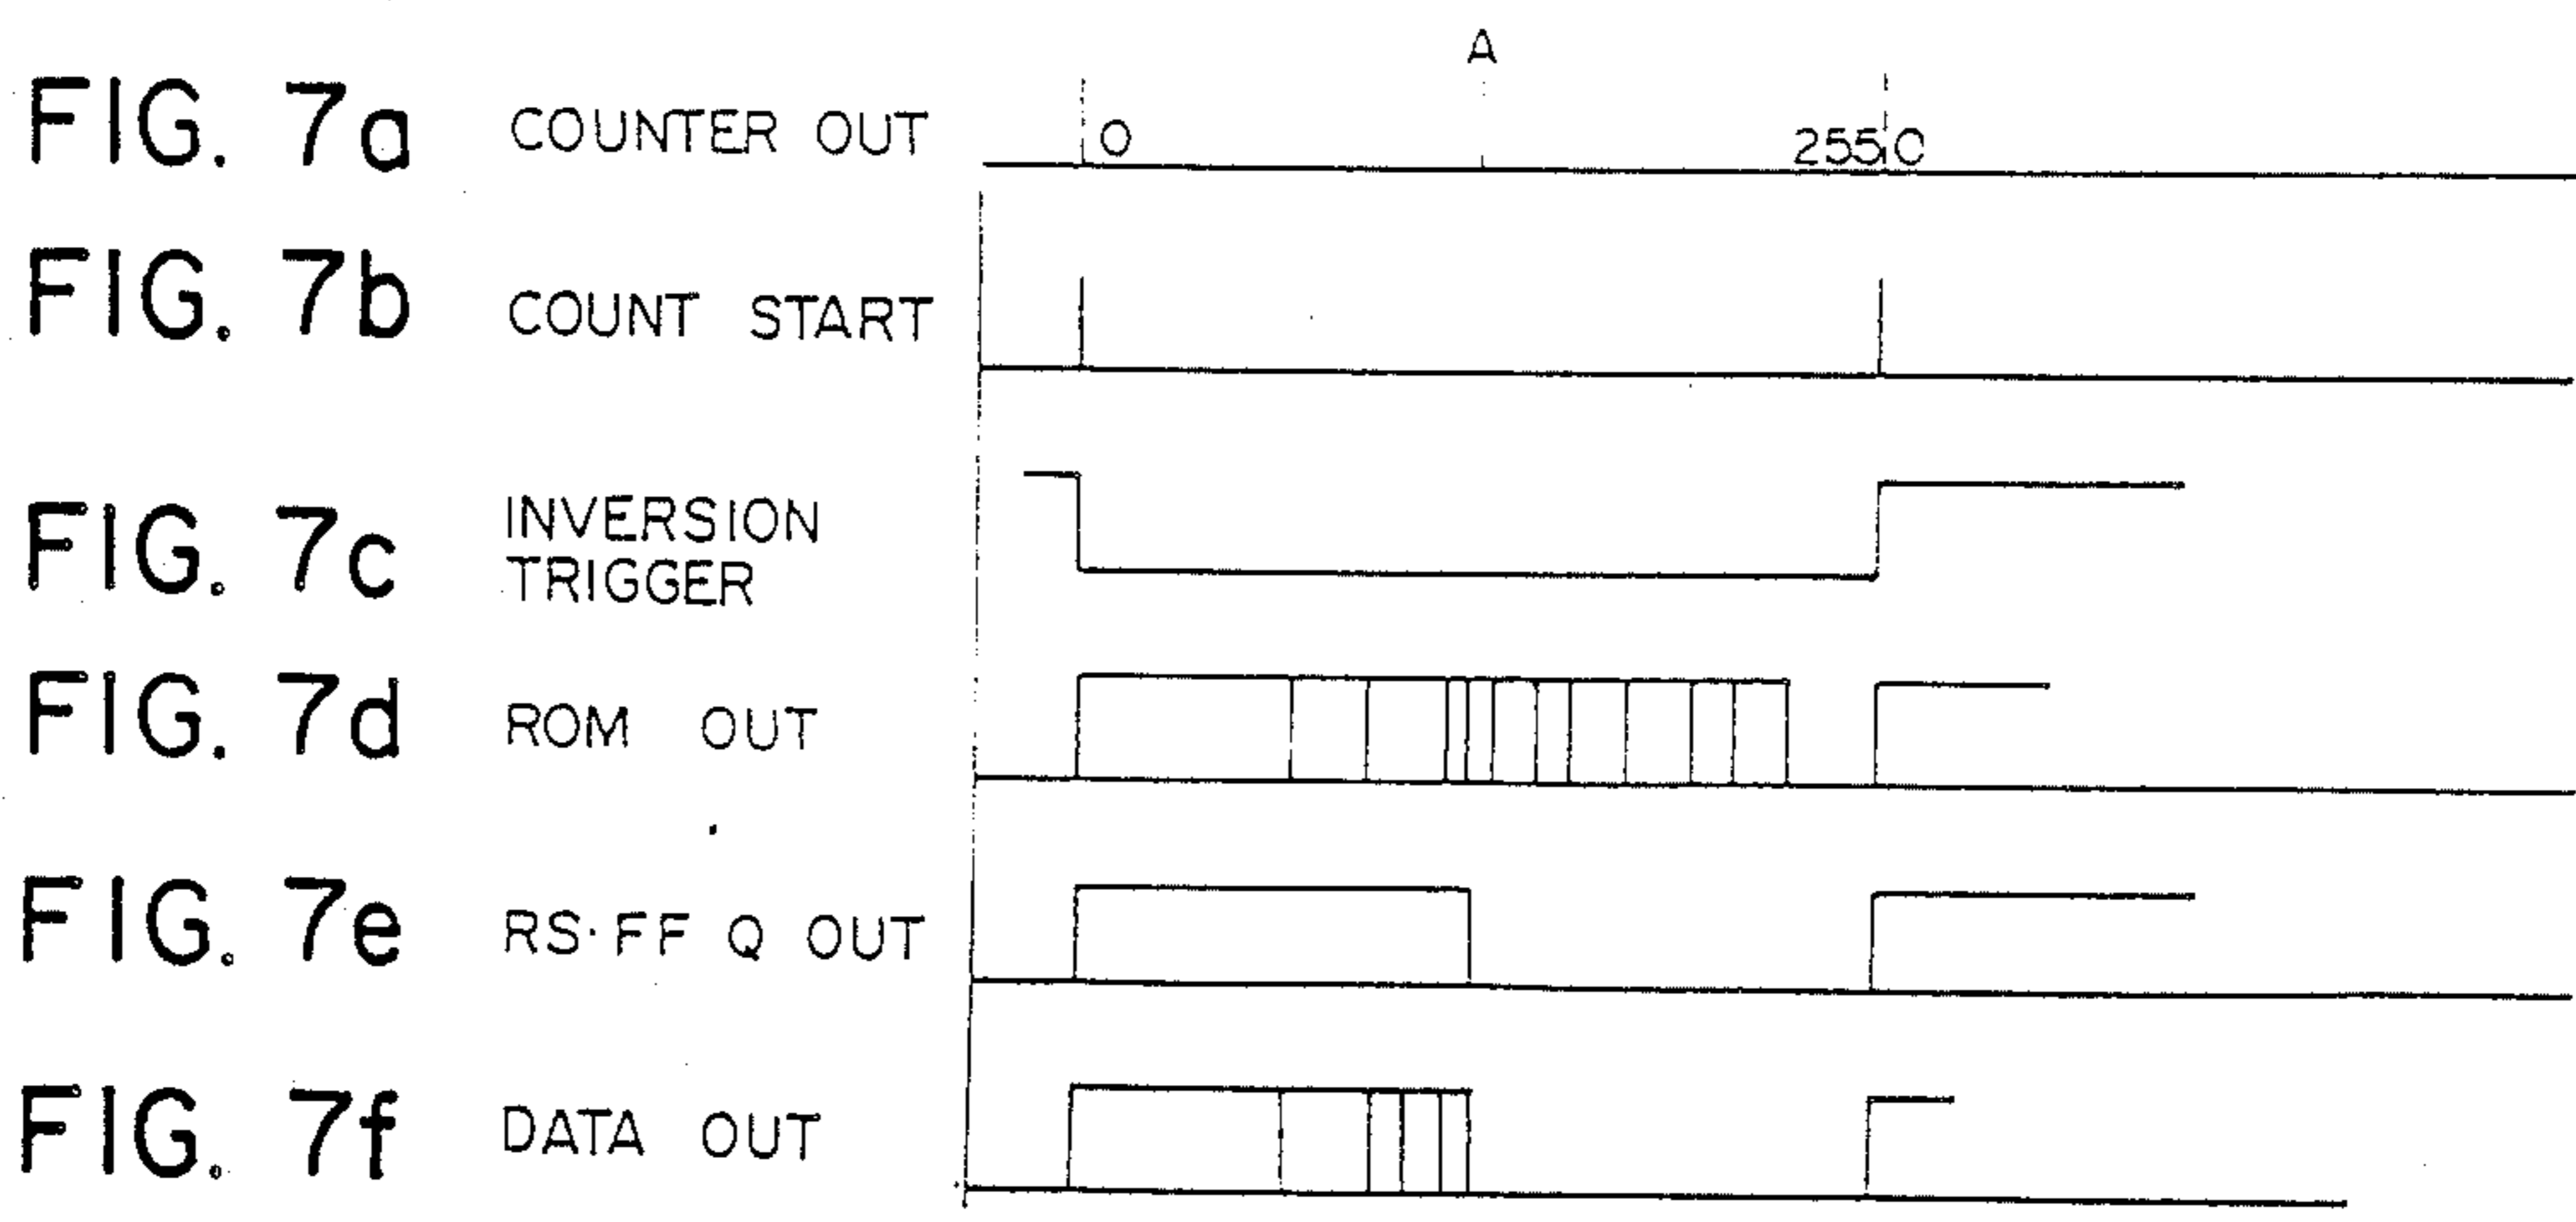 A
FIG. 7a COUNTER OUT 0 255 0
FIG. 7b COUNT START
FIG. 7c INVERSION
TRIGGER
FIG. 7d ROM OUT
FIG. 7e RS·FF Q OUT
FIG. 7f DATA OUT